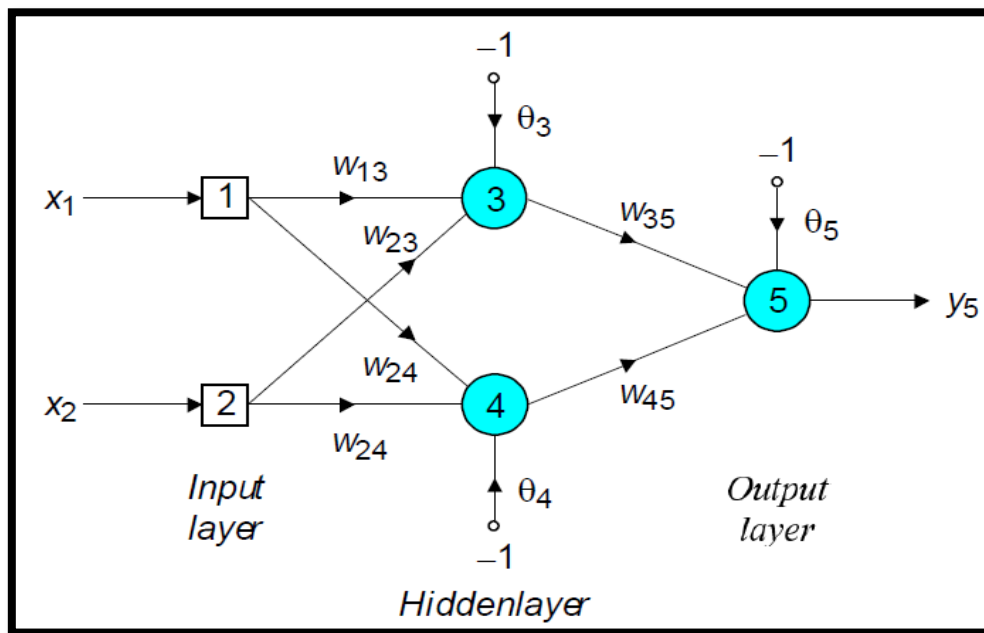 –1
θ3
–1
x1
1
w13
3
w35
θ5
w23
5
y5
w24
x2
2
4
w45
w24
θ4
Input
layer
Output
layer
–1
Hiddenlayer